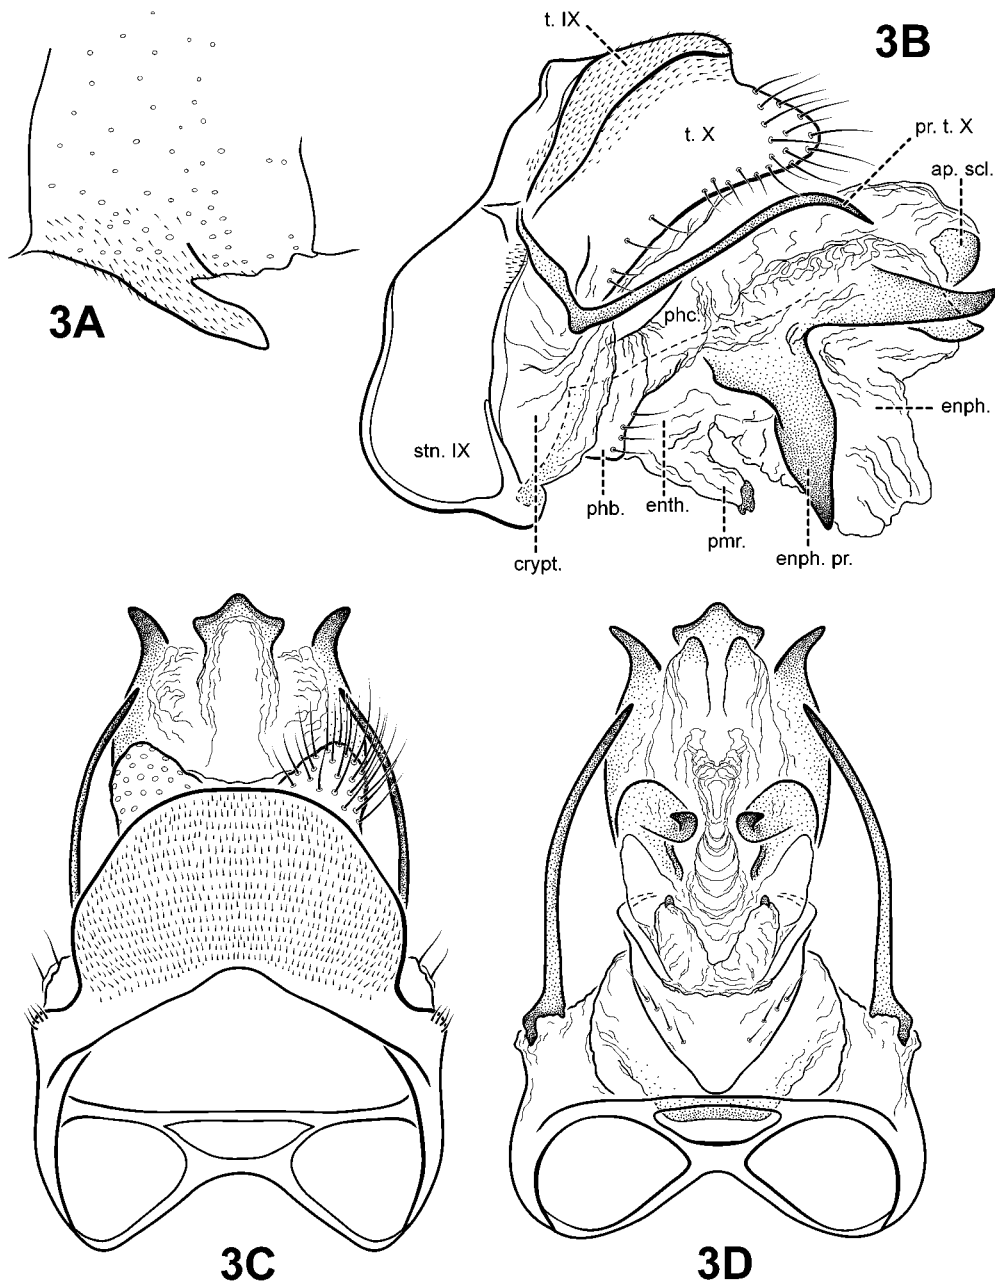 3A
t. IX
3B
t. X
pr. t. X
ap. scl.
phc.
enph.
stn. IX
phb.
enth.
pmr.
enph. pr.
crypt.
3C
3D